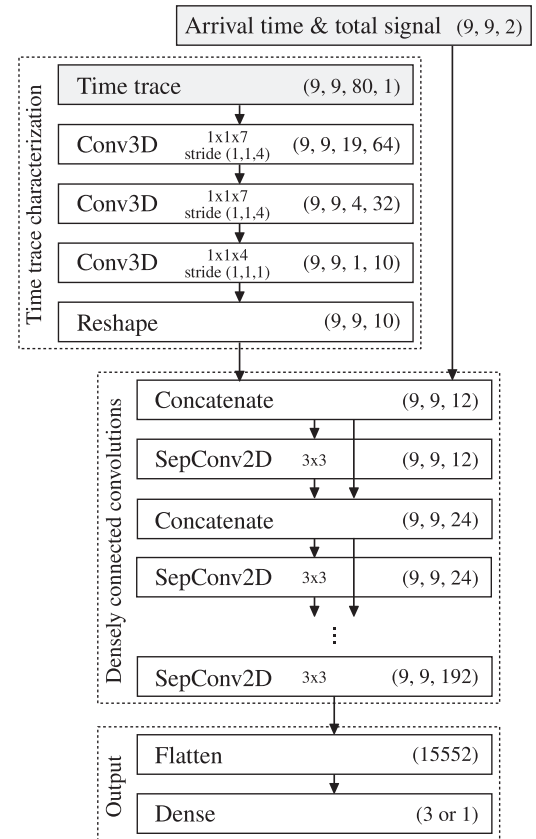 Arrival time & total signal (9, 9, 2)
Time trace characterization
Time trace (9, 9, 80, 1)
Conv3D 1x1x7 (9, 9, 19, 64)
stride (1,1,4)
Conv3D 1x1x7 (9, 9, 4, 32)
stride (1,1,4)
Conv3D 1x1x4 (9, 9, 1, 10)
stride (1,1,1)
Reshape (9, 9, 10)
Densely connected convolutions
Concatenate (9, 9, 12)
SepConv2D 3x3 (9, 9, 12)
Concatenate (9, 9, 24)
SepConv2D 3x3 (9, 9, 24)
...
SepConv2D 3x3 (9, 9, 192)
Output
Flatten (15552)
Dense (3 or 1)